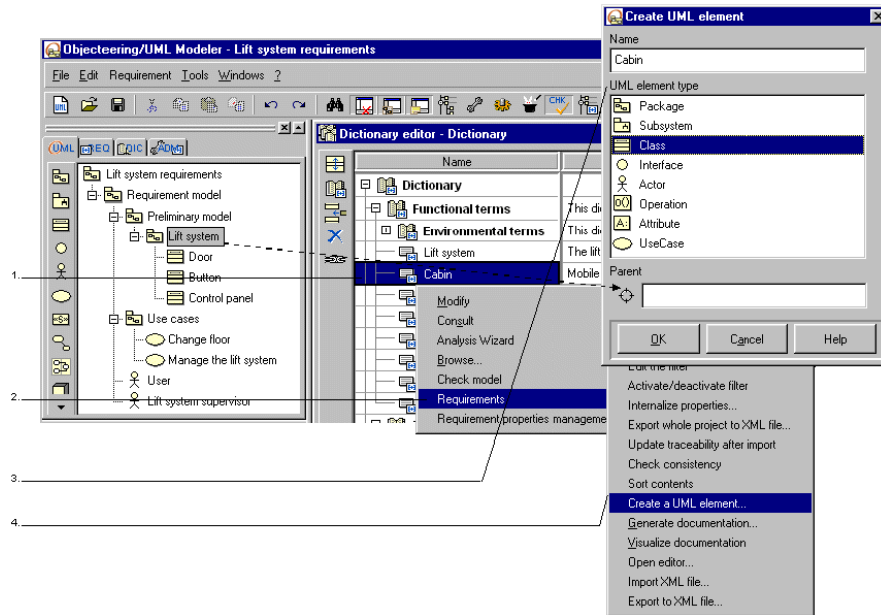 Create UML element
Name
Cabin
UML element type
Package
Subsystem
Class
Interface
Actor
Operation
Attribute
UseCase
Parent
OK
Cancel
Help
Objecteering/UML Modeler - Lift system requirements
File Edit Requirement Tools Windows ?
UML REQ DIC ADM
Lift system requirements
Requirement model
Preliminary model
Lift system
Door
Button
Control panel
Use cases
Change floor
Manage the lift system
User
Lift system supervisor
Dictionary editor - Dictionary
Name
Dictionary
Functional terms This di
Environmental terms This di
Lift system The lift
Cabin Mobile
Modify
Consult
Analysis Wizard
Browse...
Check model
Requirements
Requirement properties manageme
Edit the filter
Activate/deactivate filter
Internalize properties...
Export whole project to XML file...
Update traceability after import
Check consistency
Sort contents
Create a UML element...
Generate documentation...
Visualize documentation
Open editor...
Import XML file...
Export to XML file...
1.
2.
3.
4.